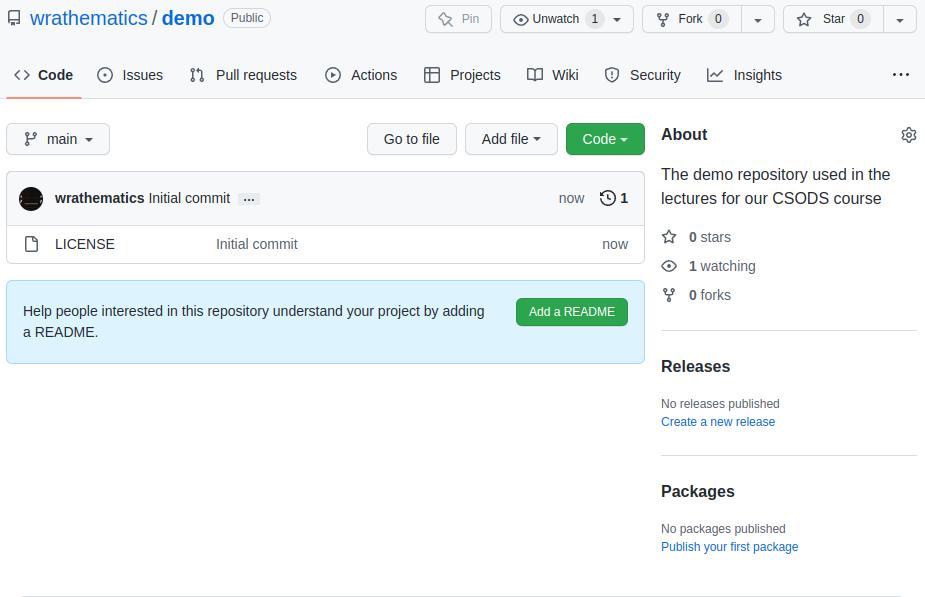 wrathematics / demo Public
Pin Unwatch 1 Fork 0 Star 0
Code Issues Pull requests Actions Projects Wiki Security Insights ...
main Go to file Add file Code
wrathematics Initial commit ... now 1
LICENSE Initial commit now
Help people interested in this repository understand your project by adding
a README.
Add a README
About
The demo repository used in the
lectures for our CSODS course
0 stars
1 watching
0 forks
Releases
No releases published
Create a new release
Packages
No packages published
Publish your first package